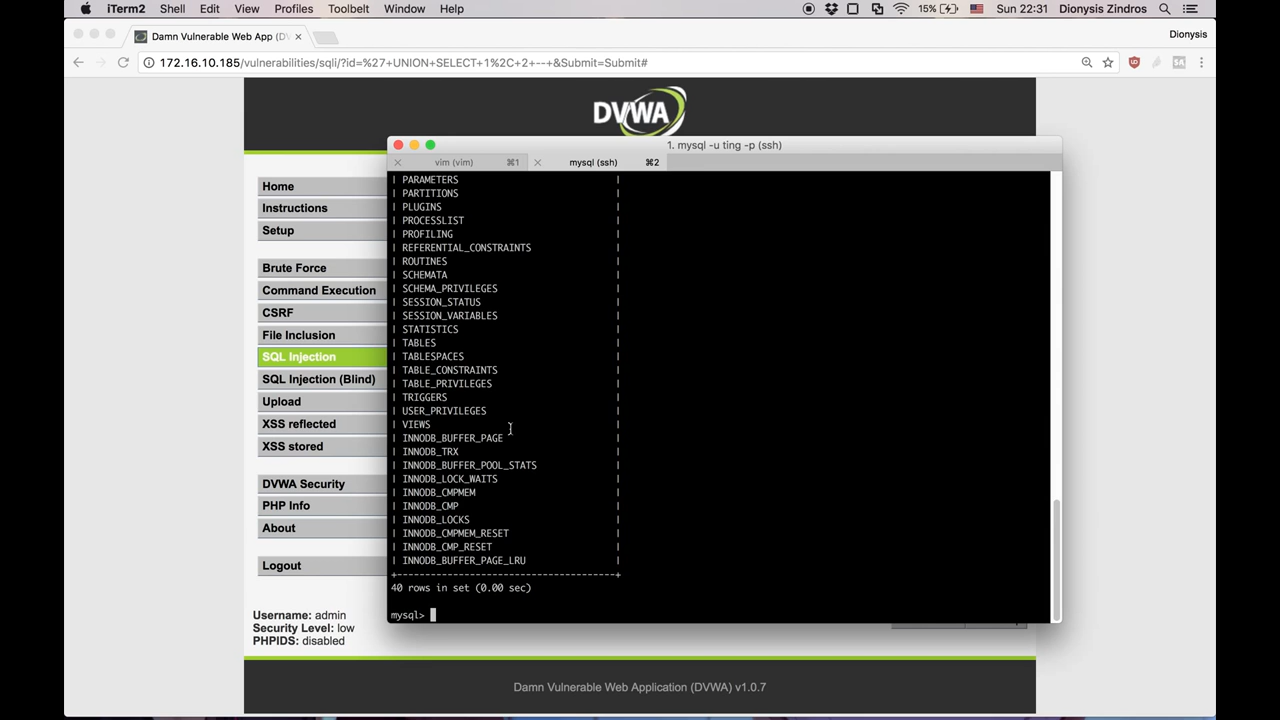 iTerm2 Shell Edit View Profiles Toolbelt Window Help 15% Sun 22:31 Dionysis Zindros
Damn Vulnerable Web App (DV Dionysis
172.16.10.185/vulnerabilities/sqli/?id=%27+UNION+SELECT+1%2C+2+--+&Submit=Submit#
DVWA
1. mysql -u ting -p (ssh)
vim (vim) ⌘1 mysql (ssh) ⌘2
Home
Instructions
Setup
Brute Force
Command Execution
CSRF
File Inclusion
SQL Injection
SQL Injection (Blind)
Upload
XSS reflected
XSS stored
DVWA Security
PHP Info
About
Logout
Username: admin
Security Level: low
PHPIDS: disabled
| PARAMETERS |
| PARTITIONS |
| PLUGINS |
| PROCESSLIST |
| PROFILING |
| REFERENTIAL_CONSTRAINTS |
| ROUTINES |
| SCHEMATA |
| SCHEMA_PRIVILEGES |
| SESSION_STATUS |
| SESSION_VARIABLES |
| STATISTICS |
| TABLES |
| TABLESPACES |
| TABLE_CONSTRAINTS |
| TABLE_PRIVILEGES |
| TRIGGERS |
| USER_PRIVILEGES |
| VIEWS |
| INNODB_BUFFER_PAGE |
| INNODB_TRX |
| INNODB_BUFFER_POOL_STATS |
| INNODB_LOCK_WAITS |
| INNODB_CMPMEM |
| INNODB_CMP |
| INNODB_LOCKS |
| INNODB_CMPMEM_RESET |
| INNODB_CMP_RESET |
| INNODB_BUFFER_PAGE_LRU |
+---------------------------------------+
40 rows in set (0.00 sec)
mysql>
Damn Vulnerable Web Application (DVWA) v1.0.7